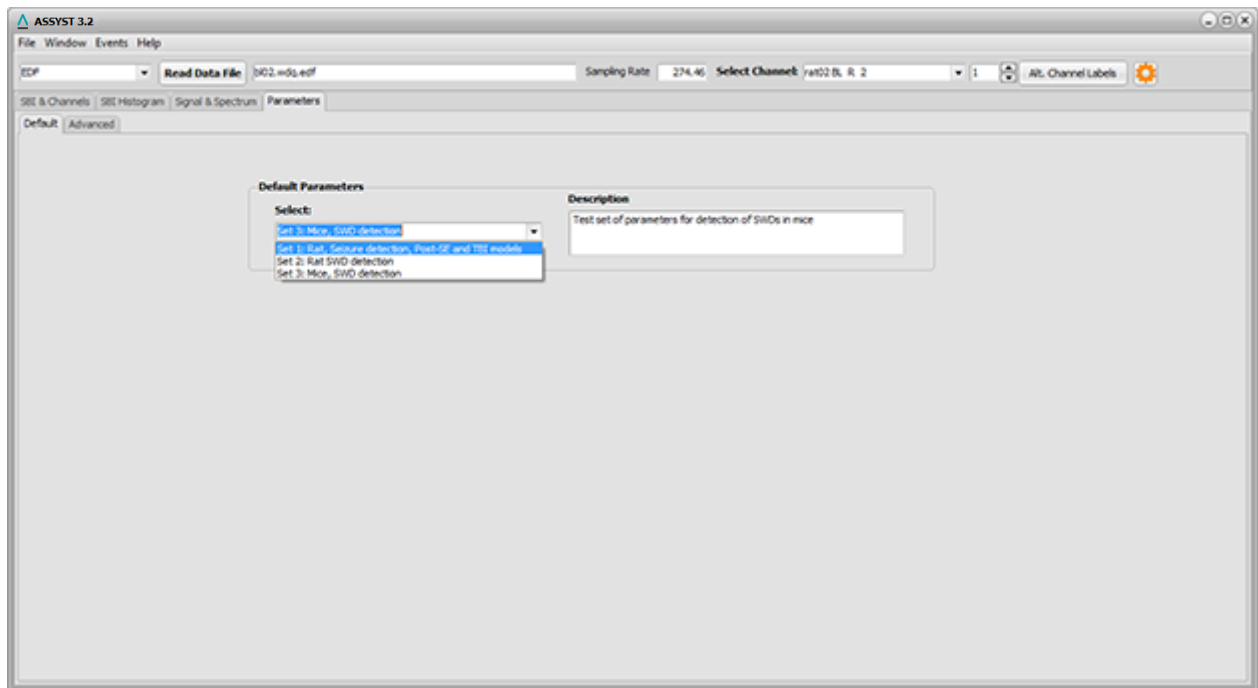 ASSYST 3.2
File Window Events Help
EDF Read Data File bl02.wdq.edf Sampling Rate 274.46 Select Channel: rat02 BL R 2 1 Alt. Channel Labels
SBI & Channels SBI Histogram Signal & Spectrum Parameters
Default Advanced
Default Parameters
Select:
Description
Set 3: Mice, SWD detection
Test set of parameters for detection of SWDs in mice
Set 1: Rat, Seizure detection, Post-SE and TBI models
Set 2: Rat SWD detection
Set 3: Mice, SWD detection